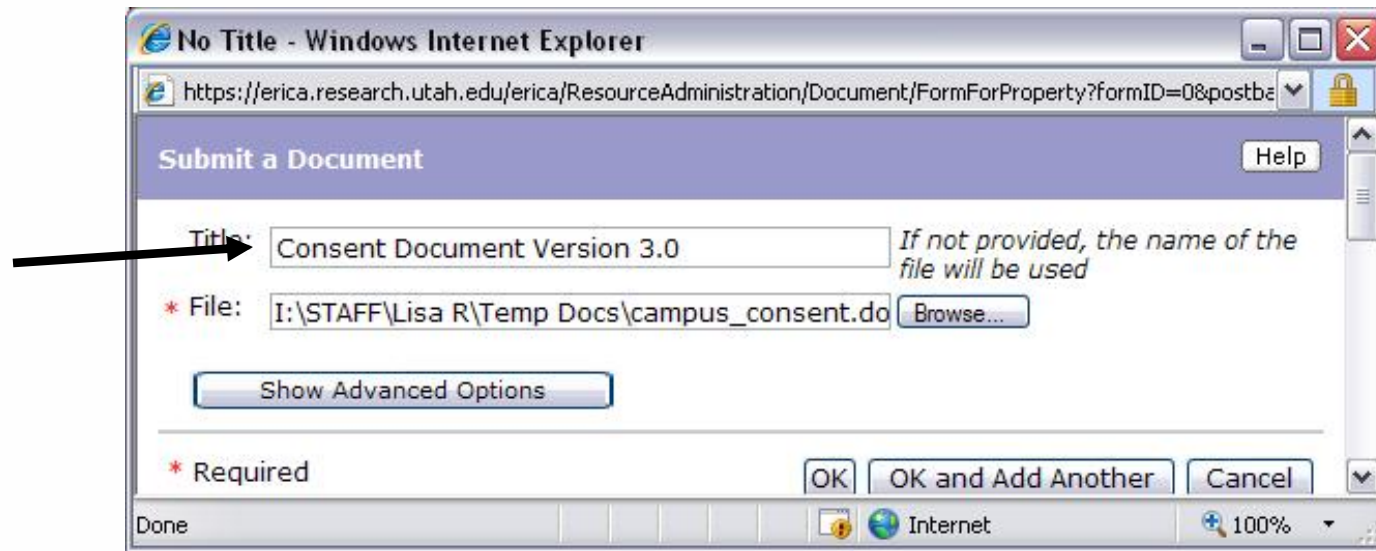 No Title - Windows Internet Explorer
https://erica.research.utah.edu/erica/ResourceAdministration/Document/FormForProperty?formID=0&postba
Submit a Document
Help
Title:
Consent Document Version 3.0
If not provided, the name of the
file will be used
* File:
I:\STAFF\Lisa R\Temp Docs\campus_consent.do
Browse...
Show Advanced Options
* Required
OK
OK and Add Another
Cancel
Done
Internet
100%